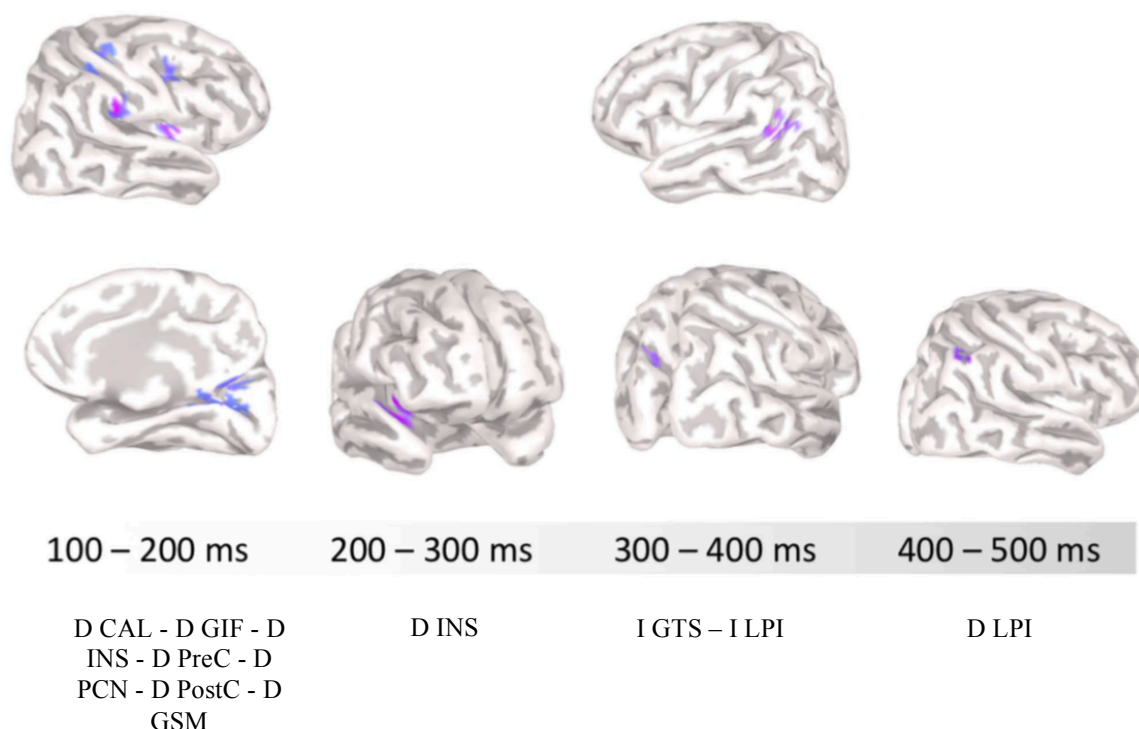 100 – 200 ms
200 – 300 ms
300 – 400 ms
400 – 500 ms
D CAL - D GIF - D
INS - D PreC - D
PCN - D PostC - D
GSM
D INS
I GTS – I LPI
D LPI